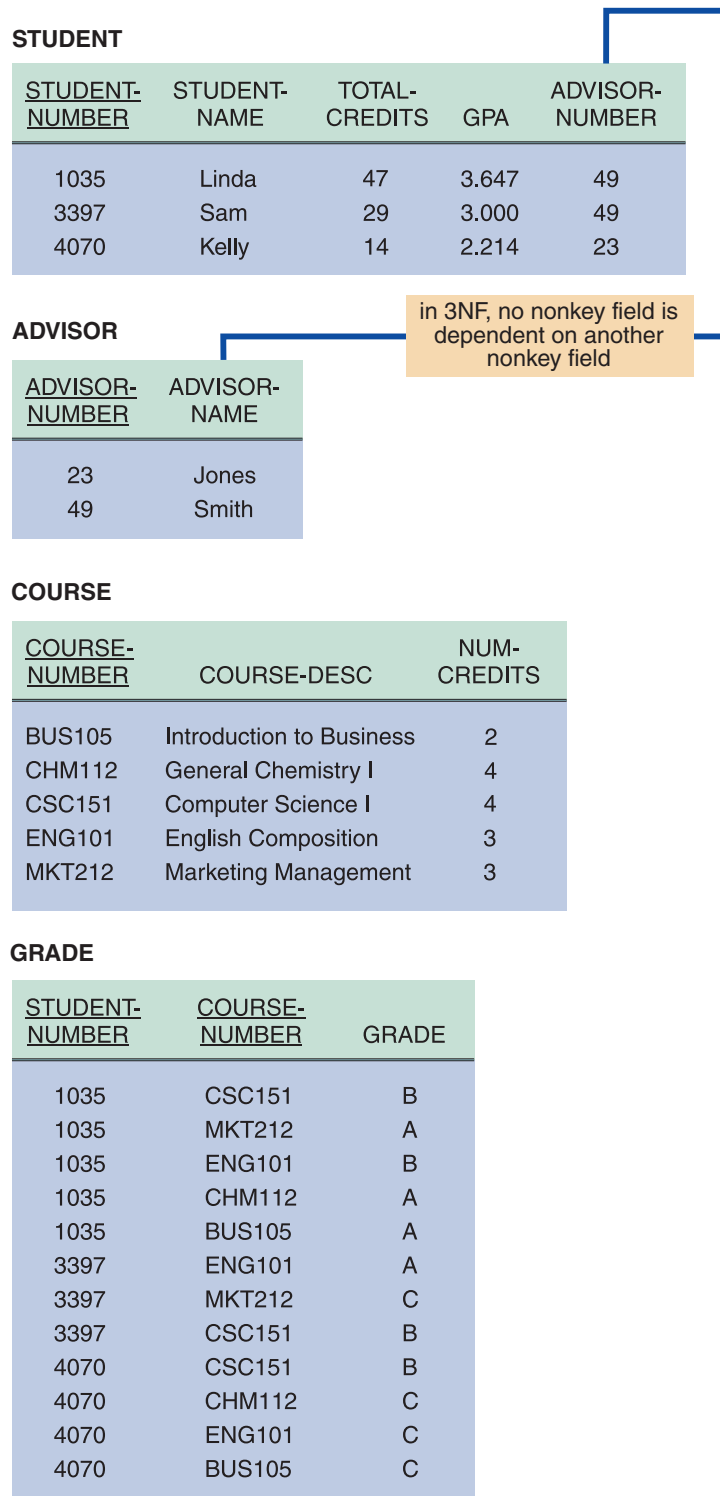 STUDENT
STUDENT-NUMBER STUDENT-NAME TOTAL-CREDITS GPA ADVISOR-NUMBER
1035 Linda 47 3.647 49
3397 Sam 29 3.000 49
4070 Kelly 14 2.214 23
in 3NF, no nonkey field is
dependent on another
nonkey field
ADVISOR
ADVISOR-NUMBER ADVISOR-NAME
23 Jones
49 Smith
COURSE
COURSE-NUMBER COURSE-DESC NUM-CREDITS
BUS105 Introduction to Business 2
CHM112 General Chemistry I 4
CSC151 Computer Science I 4
ENG101 English Composition 3
MKT212 Marketing Management 3
GRADE
STUDENT-NUMBER COURSE-NUMBER GRADE
1035 CSC151 B
1035 MKT212 A
1035 ENG101 B
1035 CHM112 A
1035 BUS105 A
3397 ENG101 A
3397 MKT212 C
3397 CSC151 B
4070 CSC151 B
4070 CHM112 C
4070 ENG101 C
4070 BUS105 C